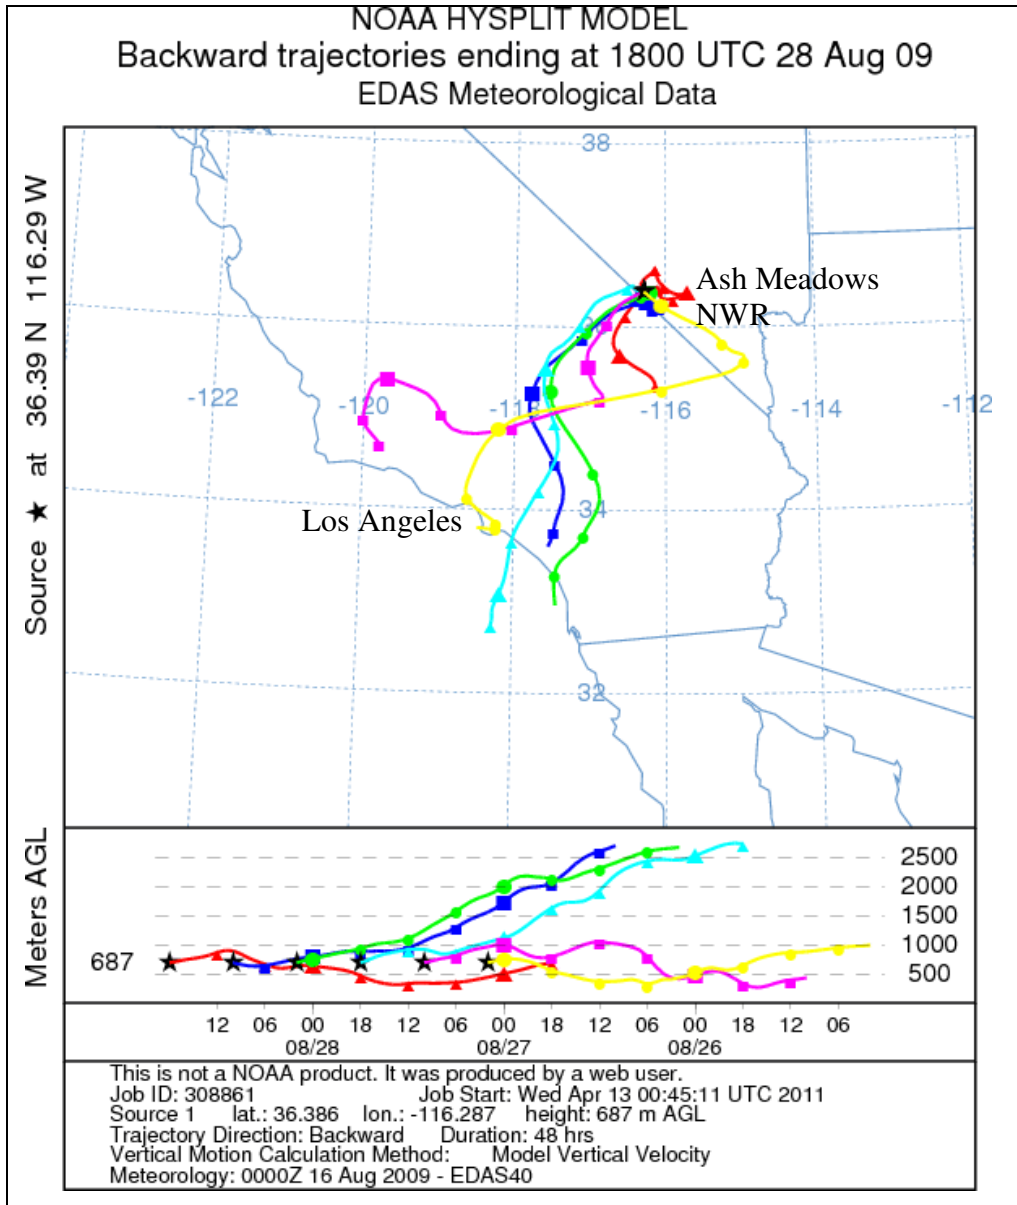 NOAA HYSPLIT MODEL
Backward trajectories ending at 1800 UTC 28 Aug 09
EDAS Meteorological Data
Source ★ at 36.39 N 116.29 W
38
Ash Meadows
NWR
-122
-120
-118
-116
-114
-112
34
Los Angeles
32
Meters AGL
687
2500
2000
1500
1000
500
12 06 00 18 12 06 00 18 12 06 00 18 12 06
08/28 08/27 08/26
This is not a NOAA product. It was produced by a web user.
Job ID: 308861 Job Start: Wed Apr 13 00:45:11 UTC 2011
Source 1 lat.: 36.386 lon.: -116.287 height: 687 m AGL
Trajectory Direction: Backward Duration: 48 hrs
Vertical Motion Calculation Method: Model Vertical Velocity
Meteorology: 0000Z 16 Aug 2009 - EDAS40